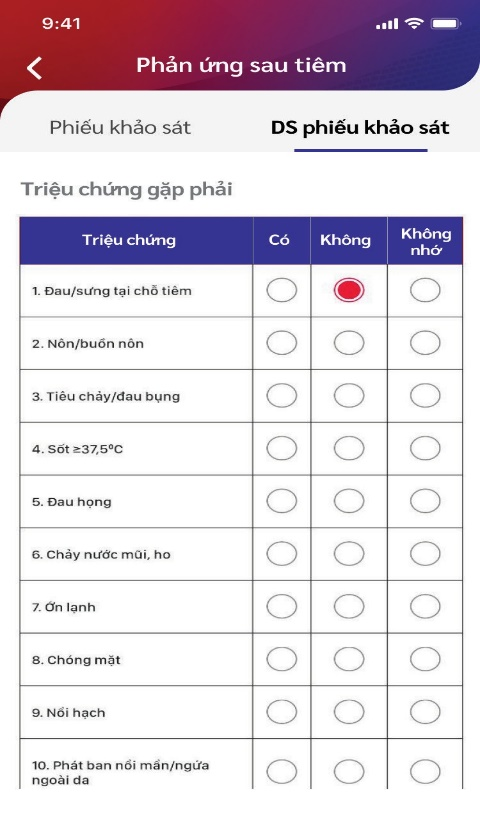 9:41
Phản ứng sau tiêm
Phiếu khảo sát
DS phiếu khảo sát
Triệu chứng gặp phải
Triệu chứng
Có
Không
Không
nhớ
1. Đau/sưng tại chỗ tiêm
2. Nôn/buồn nôn
3. Tiêu chảy/đau bụng
4. Sốt ≥37,5⁰C
5. Đau họng
6. Chảy nước mũi, ho
7. Ớn lạnh
8. Chóng mặt
9. Nổi hạch
10. Phát ban nổi mẩn/ngứa
ngoài da